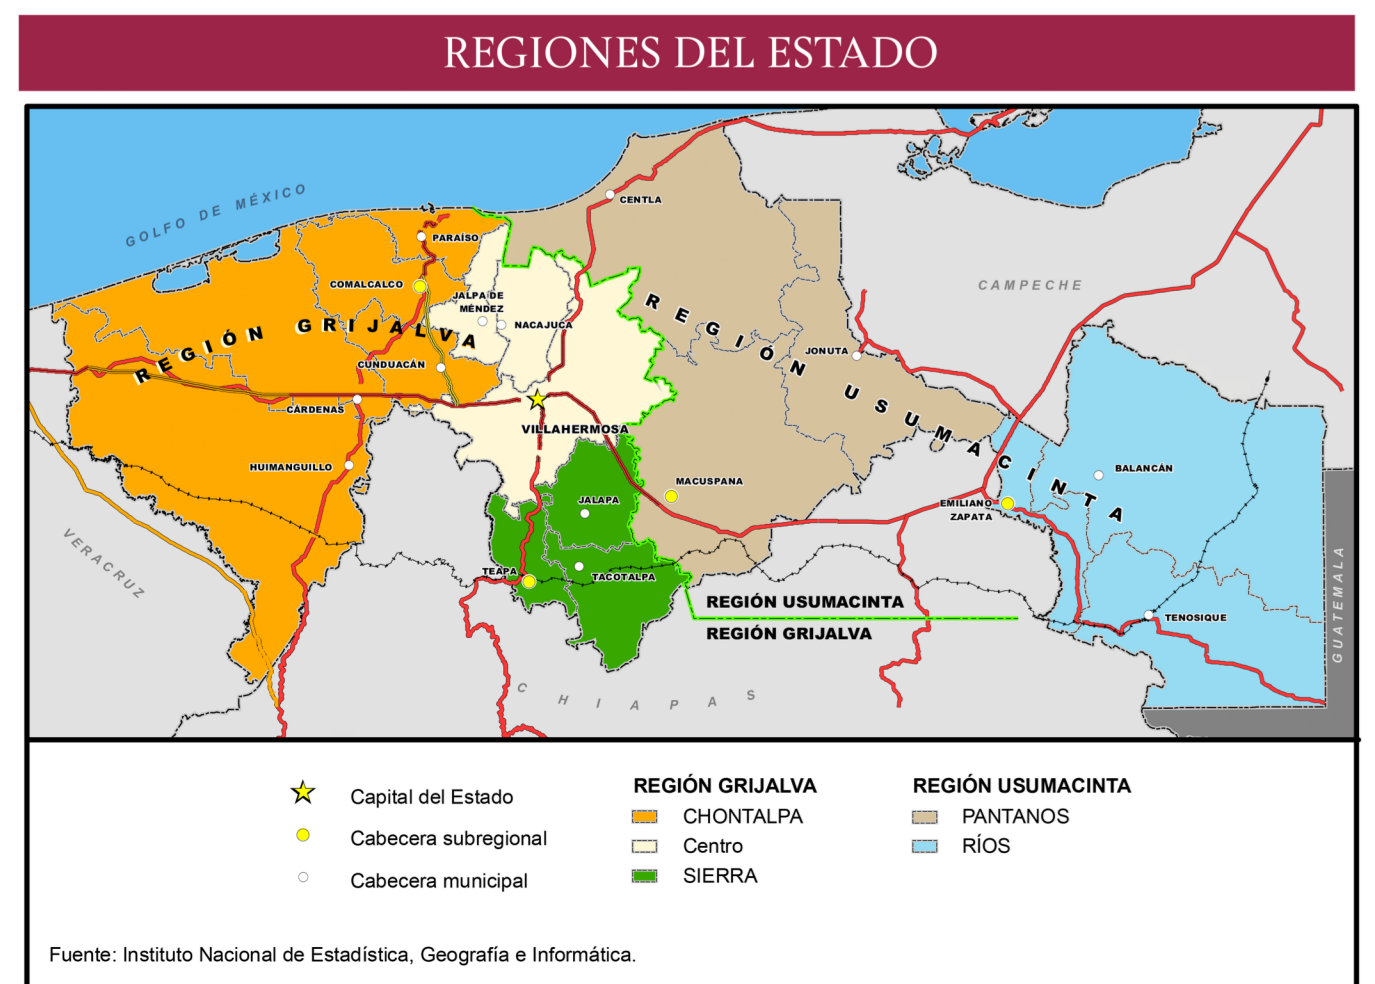 REGIONES DEL ESTADO
GOLFO DE MÉXICO
CENTLA
PARAÍSO
COMALCALCO
JALPA DE
MÉNDEZ
NACAJUCA
REGIÓN GRIJALVA
CUNDUACÁN
CÁRDENAS
HUIMANGUILLO
VILLAHERMOSA
REGIÓN USUMACINTA
JONUTA
CAMPECHE
MACUSPANA
JALAPA
EMILIANO
ZAPATA
BALANCÁN
TEAPA
TACOTALPA
TENOSIQUE
VERACRUZ
GUATEMALA
REGIÓN USUMACINTA
REGIÓN GRIJALVA
CHIAPAS
Capital del Estado
Cabecera subregional
Cabecera municipal
REGIÓN GRIJALVA
CHONTALPA
Centro
SIERRA
REGIÓN USUMACINTA
PANTANOS
RÍOS
Fuente: Instituto Nacional de Estadística, Geografía e Informática.